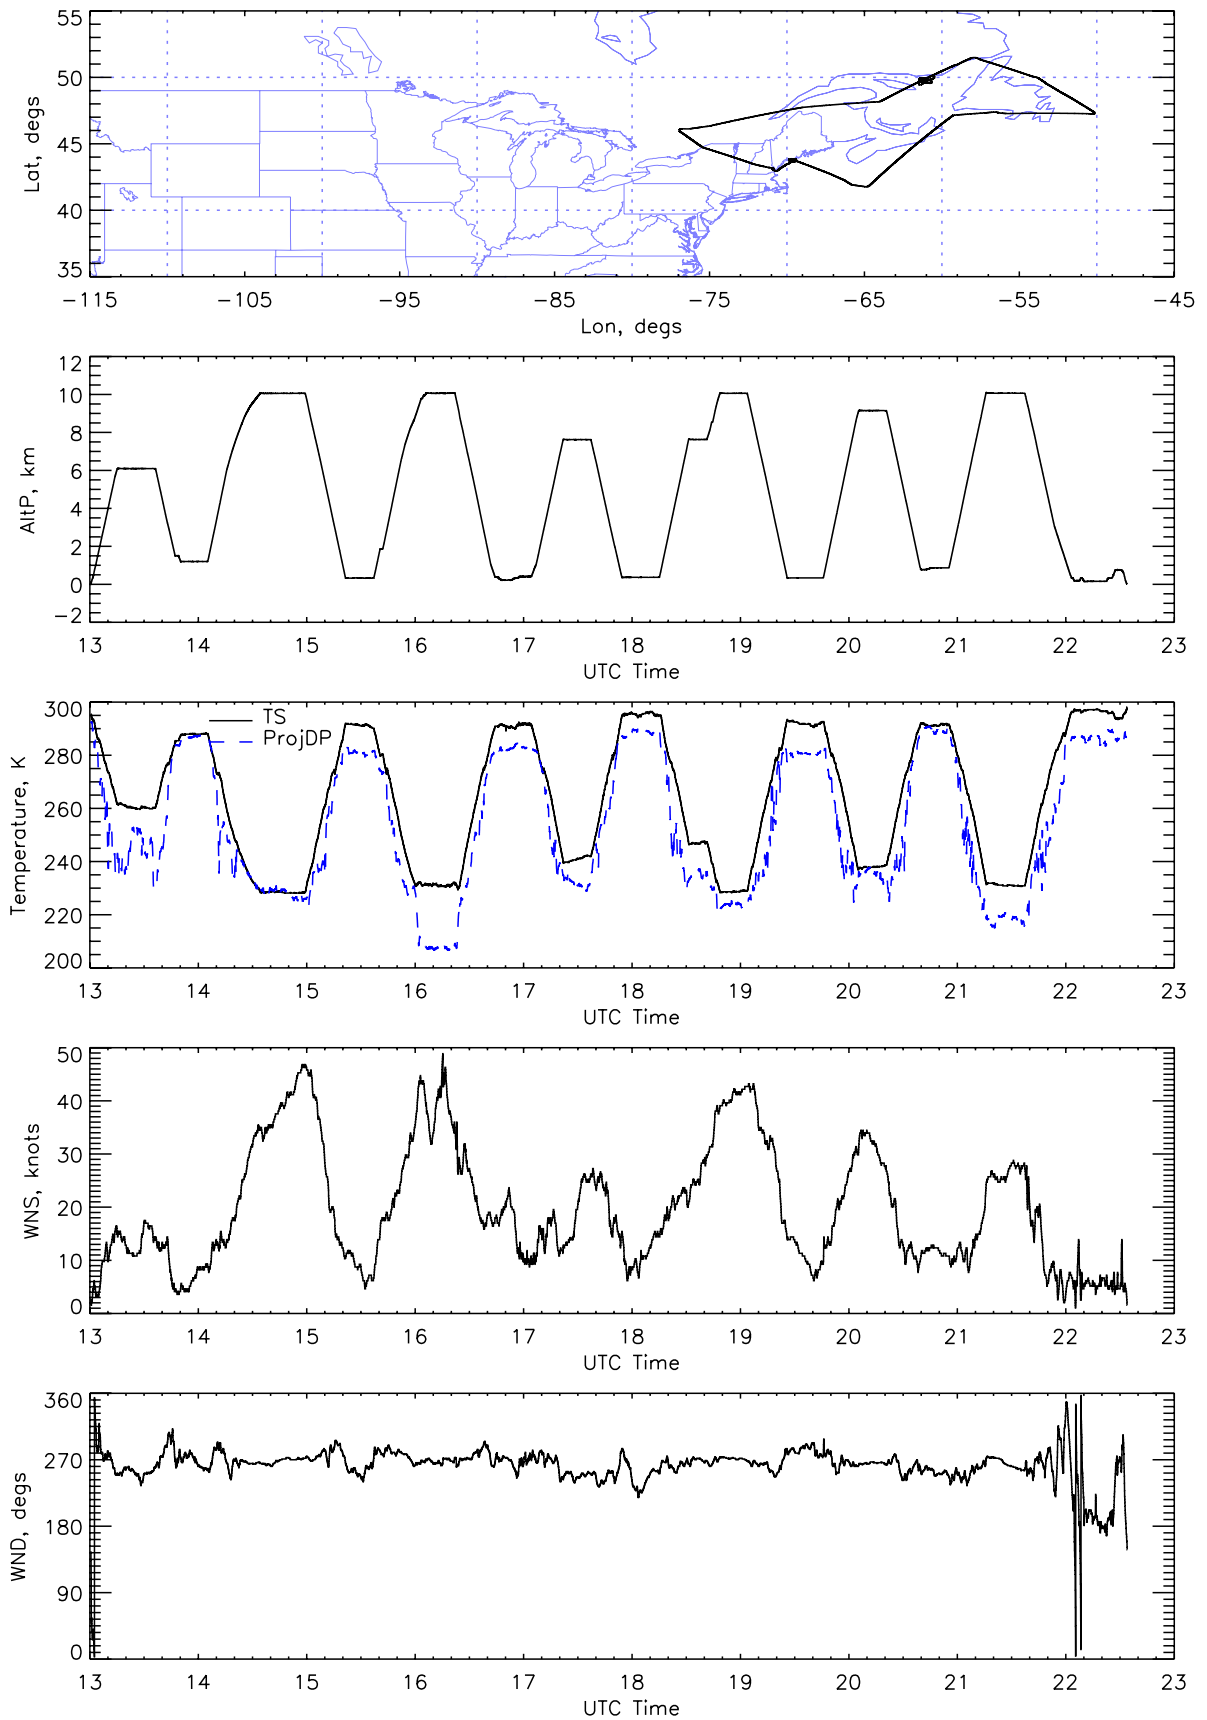 55
50
45
40
35
Lat, degs
-115 -105 -95 -85 -75 -65 -55 -45
Lon, degs
12
10
8
6
4
2
0
-2
AltP, km
13 14 15 16 17 18 19 20 21 22 23
UTC Time
300
280
260
240
220
200
Temperature, K
TS
ProjDP
13 14 15 16 17 18 19 20 21 22 23
UTC Time
50
40
30
20
10
0
WNS, knots
13 14 15 16 17 18 19 20 21 22 23
UTC Time
360
270
180
90
0
WND, degs
13 14 15 16 17 18 19 20 21 22 23
UTC Time